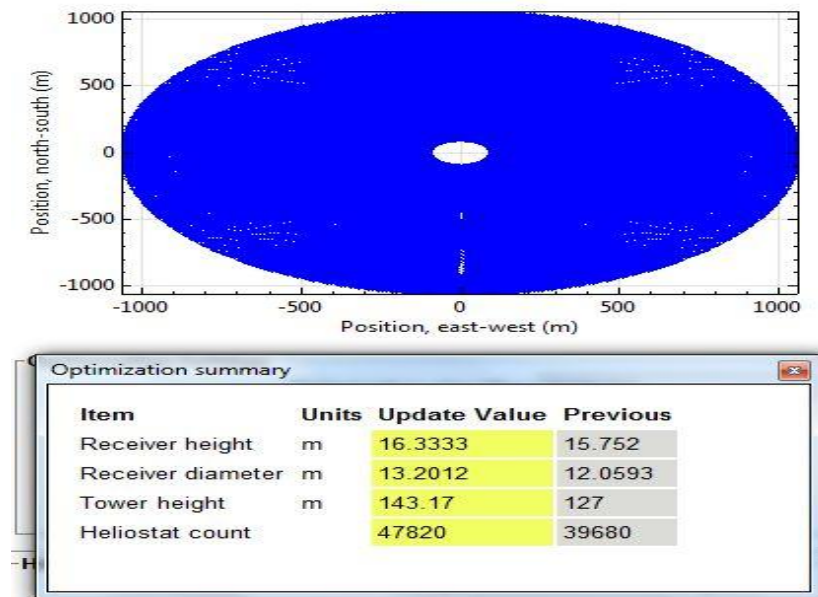 1000
500
0
-500
-1000
Position, north-south (m)
-1000 -500 0 500 1000
Position, east-west (m)
Optimization summary
Item Units Update Value Previous
Receiver height m 16.3333 15.752
Receiver diameter m 13.2012 12.0593
Tower height m 143.17 127
Heliostat count 47820 39680